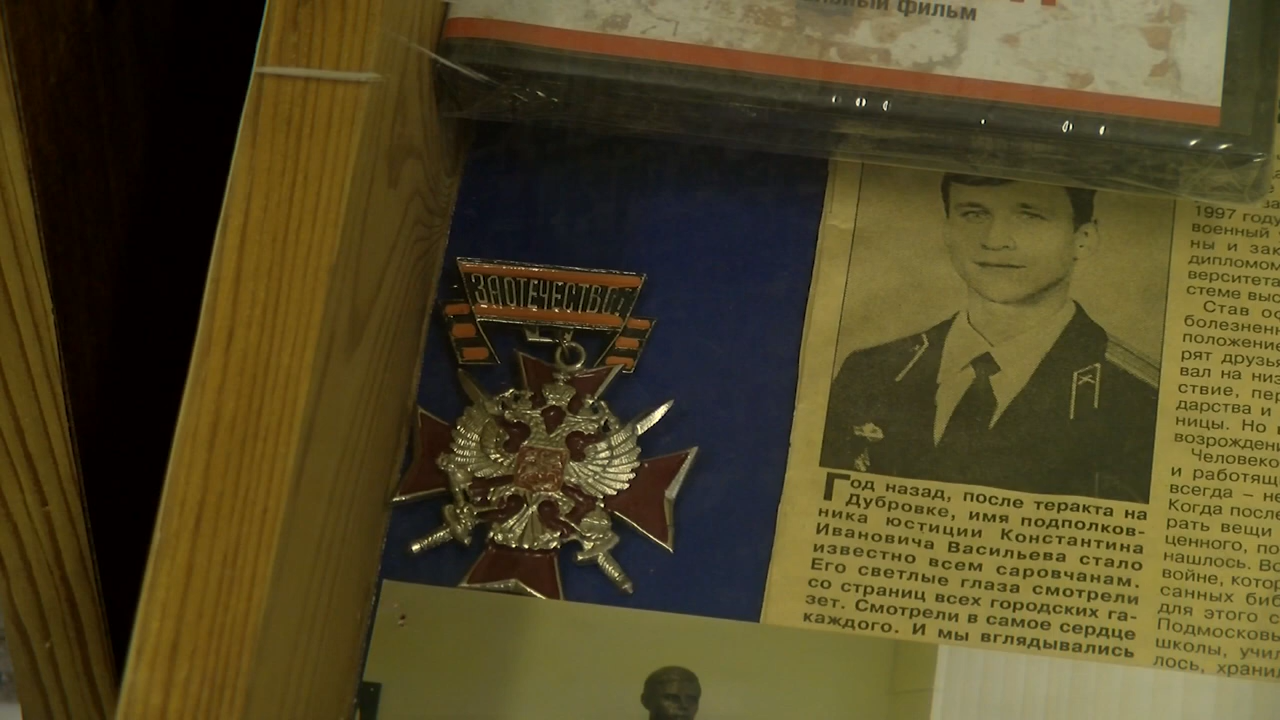 фильм
ЗА ОТЕЧЕСТВО
Год назад, после теракта на
Дубровке, имя подполков-
ника юстиции Константина
Ивановича Васильева стало
известно всем саровчанам.
Его светлые глаза смотрели
со страниц всех городских га-
зет. Смотрели в самое сердце
каждого. И мы вглядывались
1997 году
военный
ны и зак
дипломом
верситета
стеме выс
Став ос
болезнен
положение
рят друзья
вал на низ
ствие, пер
дарства и
ницы. Но
возрожден
Человеко
и работящ
всегда – не
Когда после
рать вещи
ценного, по
нашлось. Во
войне, котор
санных биб
для этого с
Подмосковь
школы, учил
лось, хранид